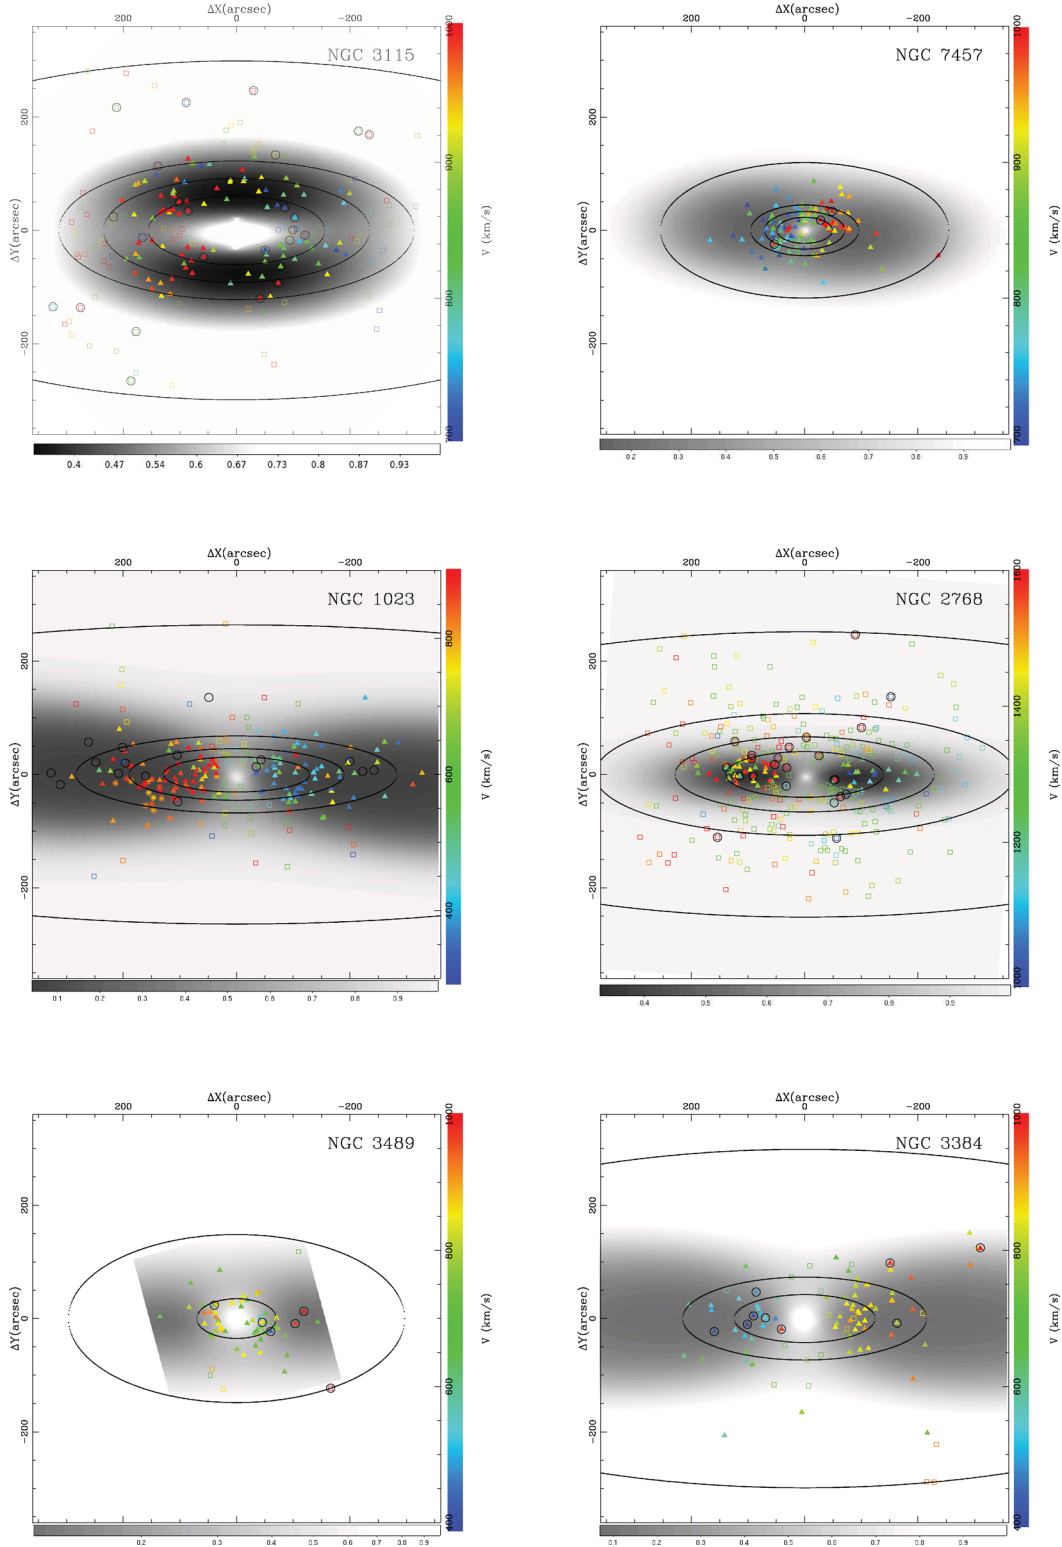 ΔX(arcsec)
200 0 -200
NGC 3115
ΔY(arcsec)
200 0 -200
1000 900 800 700
V (km/s)
0.4 0.47 0.54 0.6 0.67 0.73 0.8 0.87 0.93
NGC 7457
200 0 -200
1000 900 800 700
V (km/s)
0.2 0.3 0.4 0.5 0.6 0.7 0.8 0.9
ΔX(arcsec)
200 0 -200
NGC 1023
ΔY(arcsec)
200 0 -200
800 600 400
V (km/s)
0.1 0.2 0.3 0.4 0.5 0.6 0.7 0.8 0.9
ΔX(arcsec)
200 0 -200
NGC 2768
ΔY(arcsec)
200 0 -200
1600 1400 1200 1000
V (km/s)
0.4 0.5 0.6 0.7 0.8 0.9
ΔX(arcsec)
200 0 -200
NGC 3489
ΔY(arcsec)
200 0 -200
1000 800 600 400
V (km/s)
0.2 0.2 0.3 0.4 0.5 0.6 0.7 0.8 0.9
ΔX(arcsec)
200 0 -200
NGC 3384
ΔY(arcsec)
200 0 -200
1000 800 600 400
V (km/s)
0.1 0.2 0.3 0.4 0.5 0.6 0.7 0.8 0.9